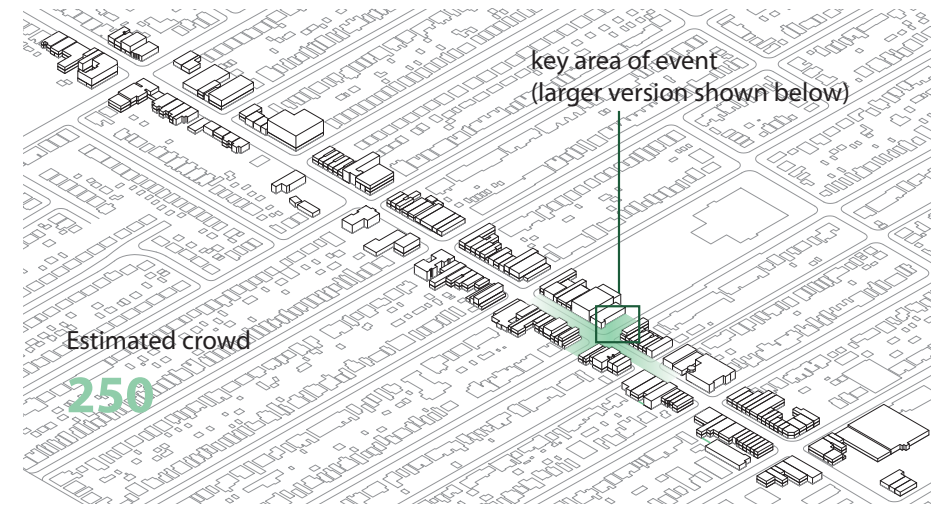 key area of event
(larger version shown below)
Estimated crowd
250